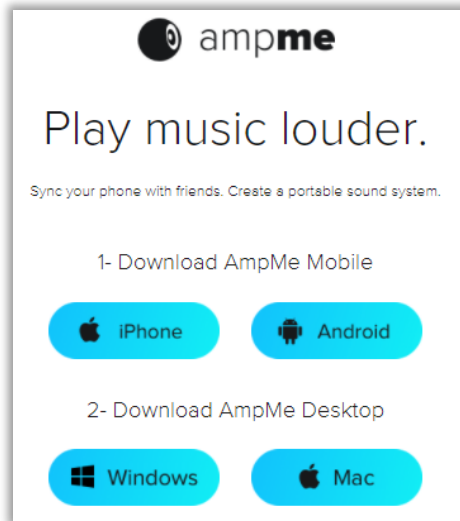 ampme
Play music louder.
Sync your phone with friends. Create a portable sound system.
1- Download AmpMe Mobile
iPhone Android
2- Download AmpMe Desktop
Windows Mac